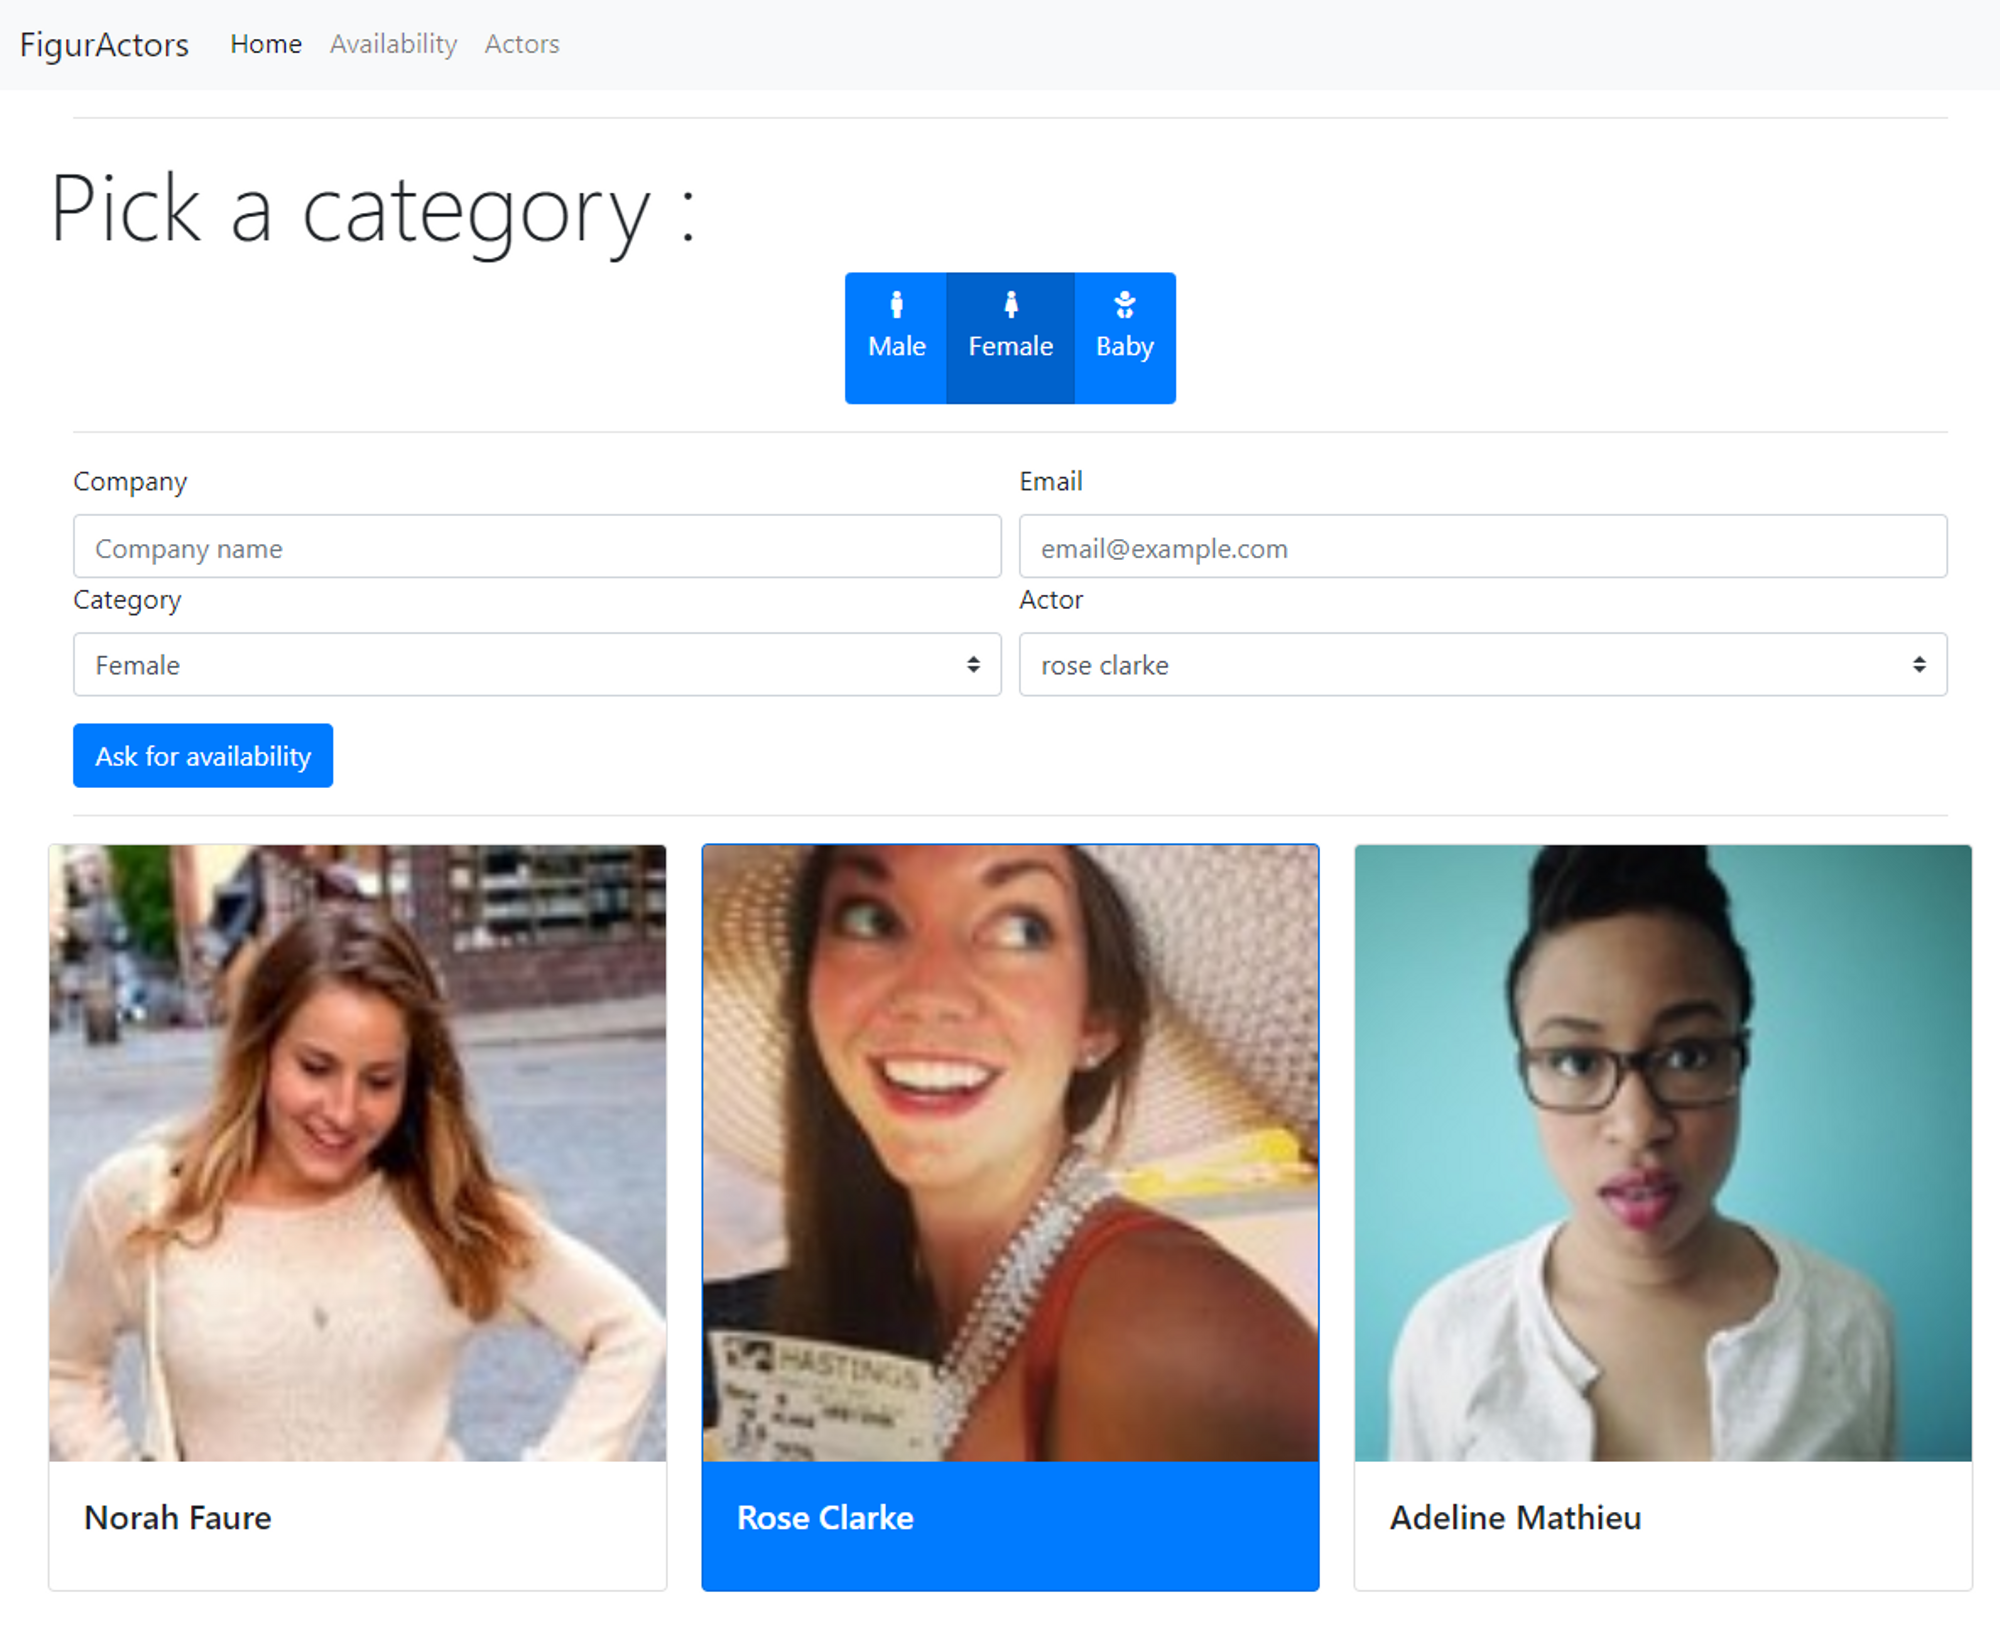 FigurActors Home Availability Actors
Pick a category :
Male Female Baby
Company Email
Company name email@example.com
Category Actor
Female rose clarke
Ask for availability
HASTINGS
Norah Faure Rose Clarke Adeline Mathieu